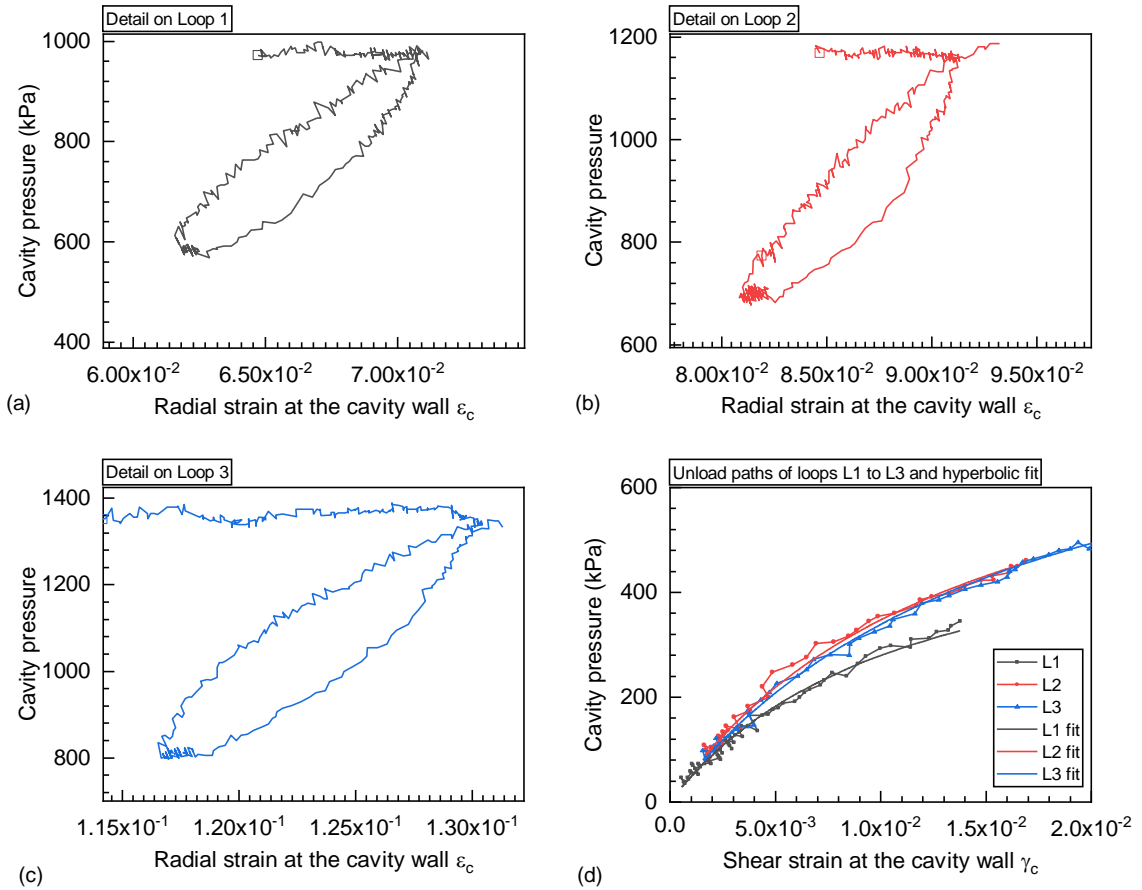 Detail on Loop 1
1000
800
600
400
Cavity pressure (kPa)
6.00x10⁻²
6.50x10⁻²
7.00x10⁻²
(a)
Radial strain at the cavity wall ε_c
Detail on Loop 2
1200
1000
800
600
Cavity pressure
8.00x10⁻²
8.50x10⁻²
9.00x10⁻²
9.50x10⁻²
(b)
Radial strain at the cavity wall ε_c
Detail on Loop 3
1400
1200
1000
800
Cavity pressure
1.15x10⁻¹
1.20x10⁻¹
1.25x10⁻¹
1.30x10⁻¹
(c)
Radial strain at the cavity wall ε_c
Unload paths of loops L1 to L3 and hyperbolic fit
600
400
200
0
Cavity pressure (kPa)
L1
L2
L3
L1 fit
L2 fit
L3 fit
0.0
5.0x10⁻³
1.0x10⁻²
1.5x10⁻²
2.0x10⁻²
(d)
Shear strain at the cavity wall γ_c